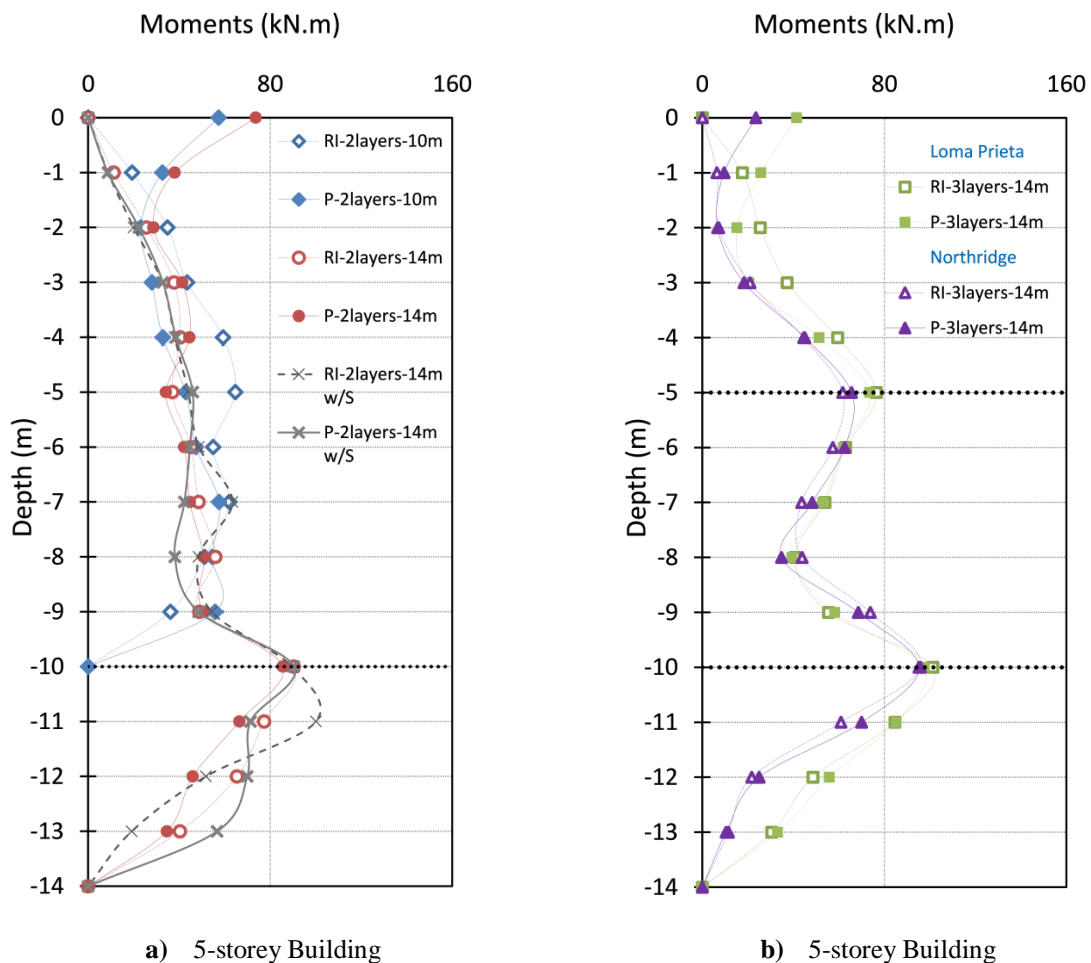 Moments (kN.m)
0 80 160
0
-1
-2
-3
-4
-5
-6
-7
-8
-9
-10
-11
-12
-13
-14
Depth (m)
RI-2layers-10m
P-2layers-10m
RI-2layers-14m
P-2layers-14m
RI-2layers-14m
w/S
P-2layers-14m
w/S
a) 5-storey Building
Moments (kN.m)
0 80 160
0
-1
-2
-3
-4
-5
-6
-7
-8
-9
-10
-11
-12
-13
-14
Depth (m)
Loma Prieta
RI-3layers-14m
P-3layers-14m
Northridge
RI-3layers-14m
P-3layers-14m
b) 5-storey Building